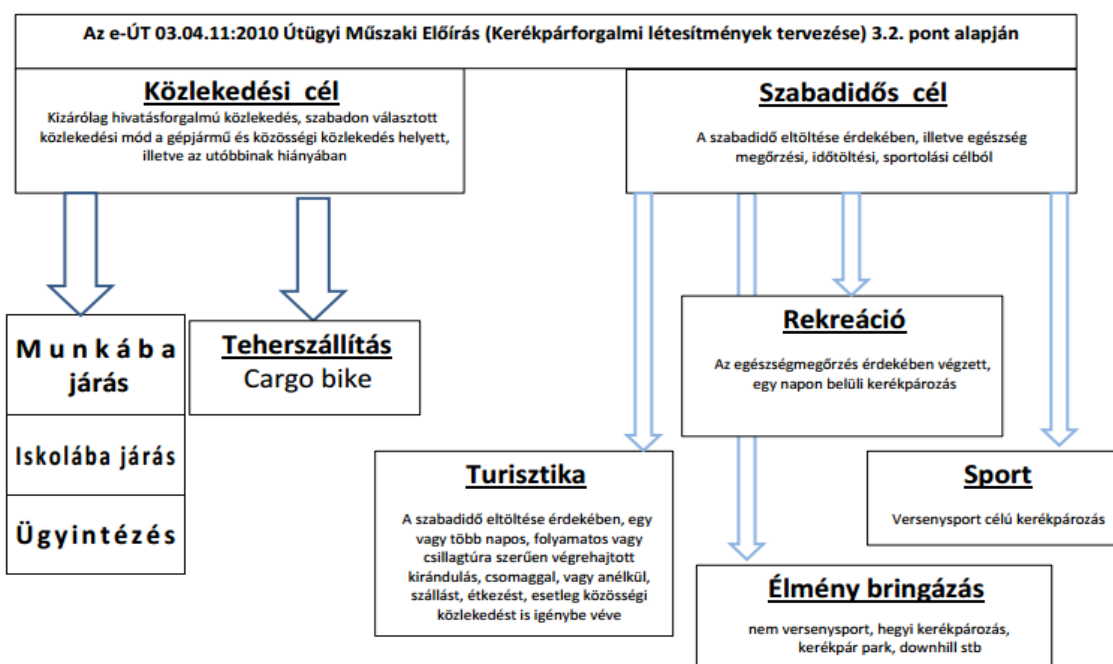 Az e-ÚT 03.04.11:2010 Útügyi Műszaki Előírás (Kerékpárforgalmi létesítmények tervezése) 3.2. pont alapján
Közlekedési cél
Kizárólag hivatásforgalmú közlekedés, szabadon választott
közlekedési mód a gépjármű és közösségi közlekedés helyett,
illetve az utóbbinak hiányában
Szabadidős cél
A szabadidő eltöltése érdekében, illetve egészség
megőrzési, időtöltési, sportolási célból
Munkába
járás
Iskolába járás
Ügyintézés
Teherszállítás
Cargo bike
Rekreáció
Az egészségmegőrzés érdekében végzett,
egy napon belüli kerékpározás
Turisztika
A szabadidő eltöltése érdekében, egy
vagy több napos, folyamatos vagy
csillagtúra szerűen végrehajtott
kirándulás, csomaggal, vagy anélkül,
szállást, étkezést, esetleg közösségi
közlekedést is igénybe véve
Sport
Versenysport célú kerékpározás
Élmény bringázás
nem versenysport, hegyi kerékpározás,
kerékpár park, downhill stb